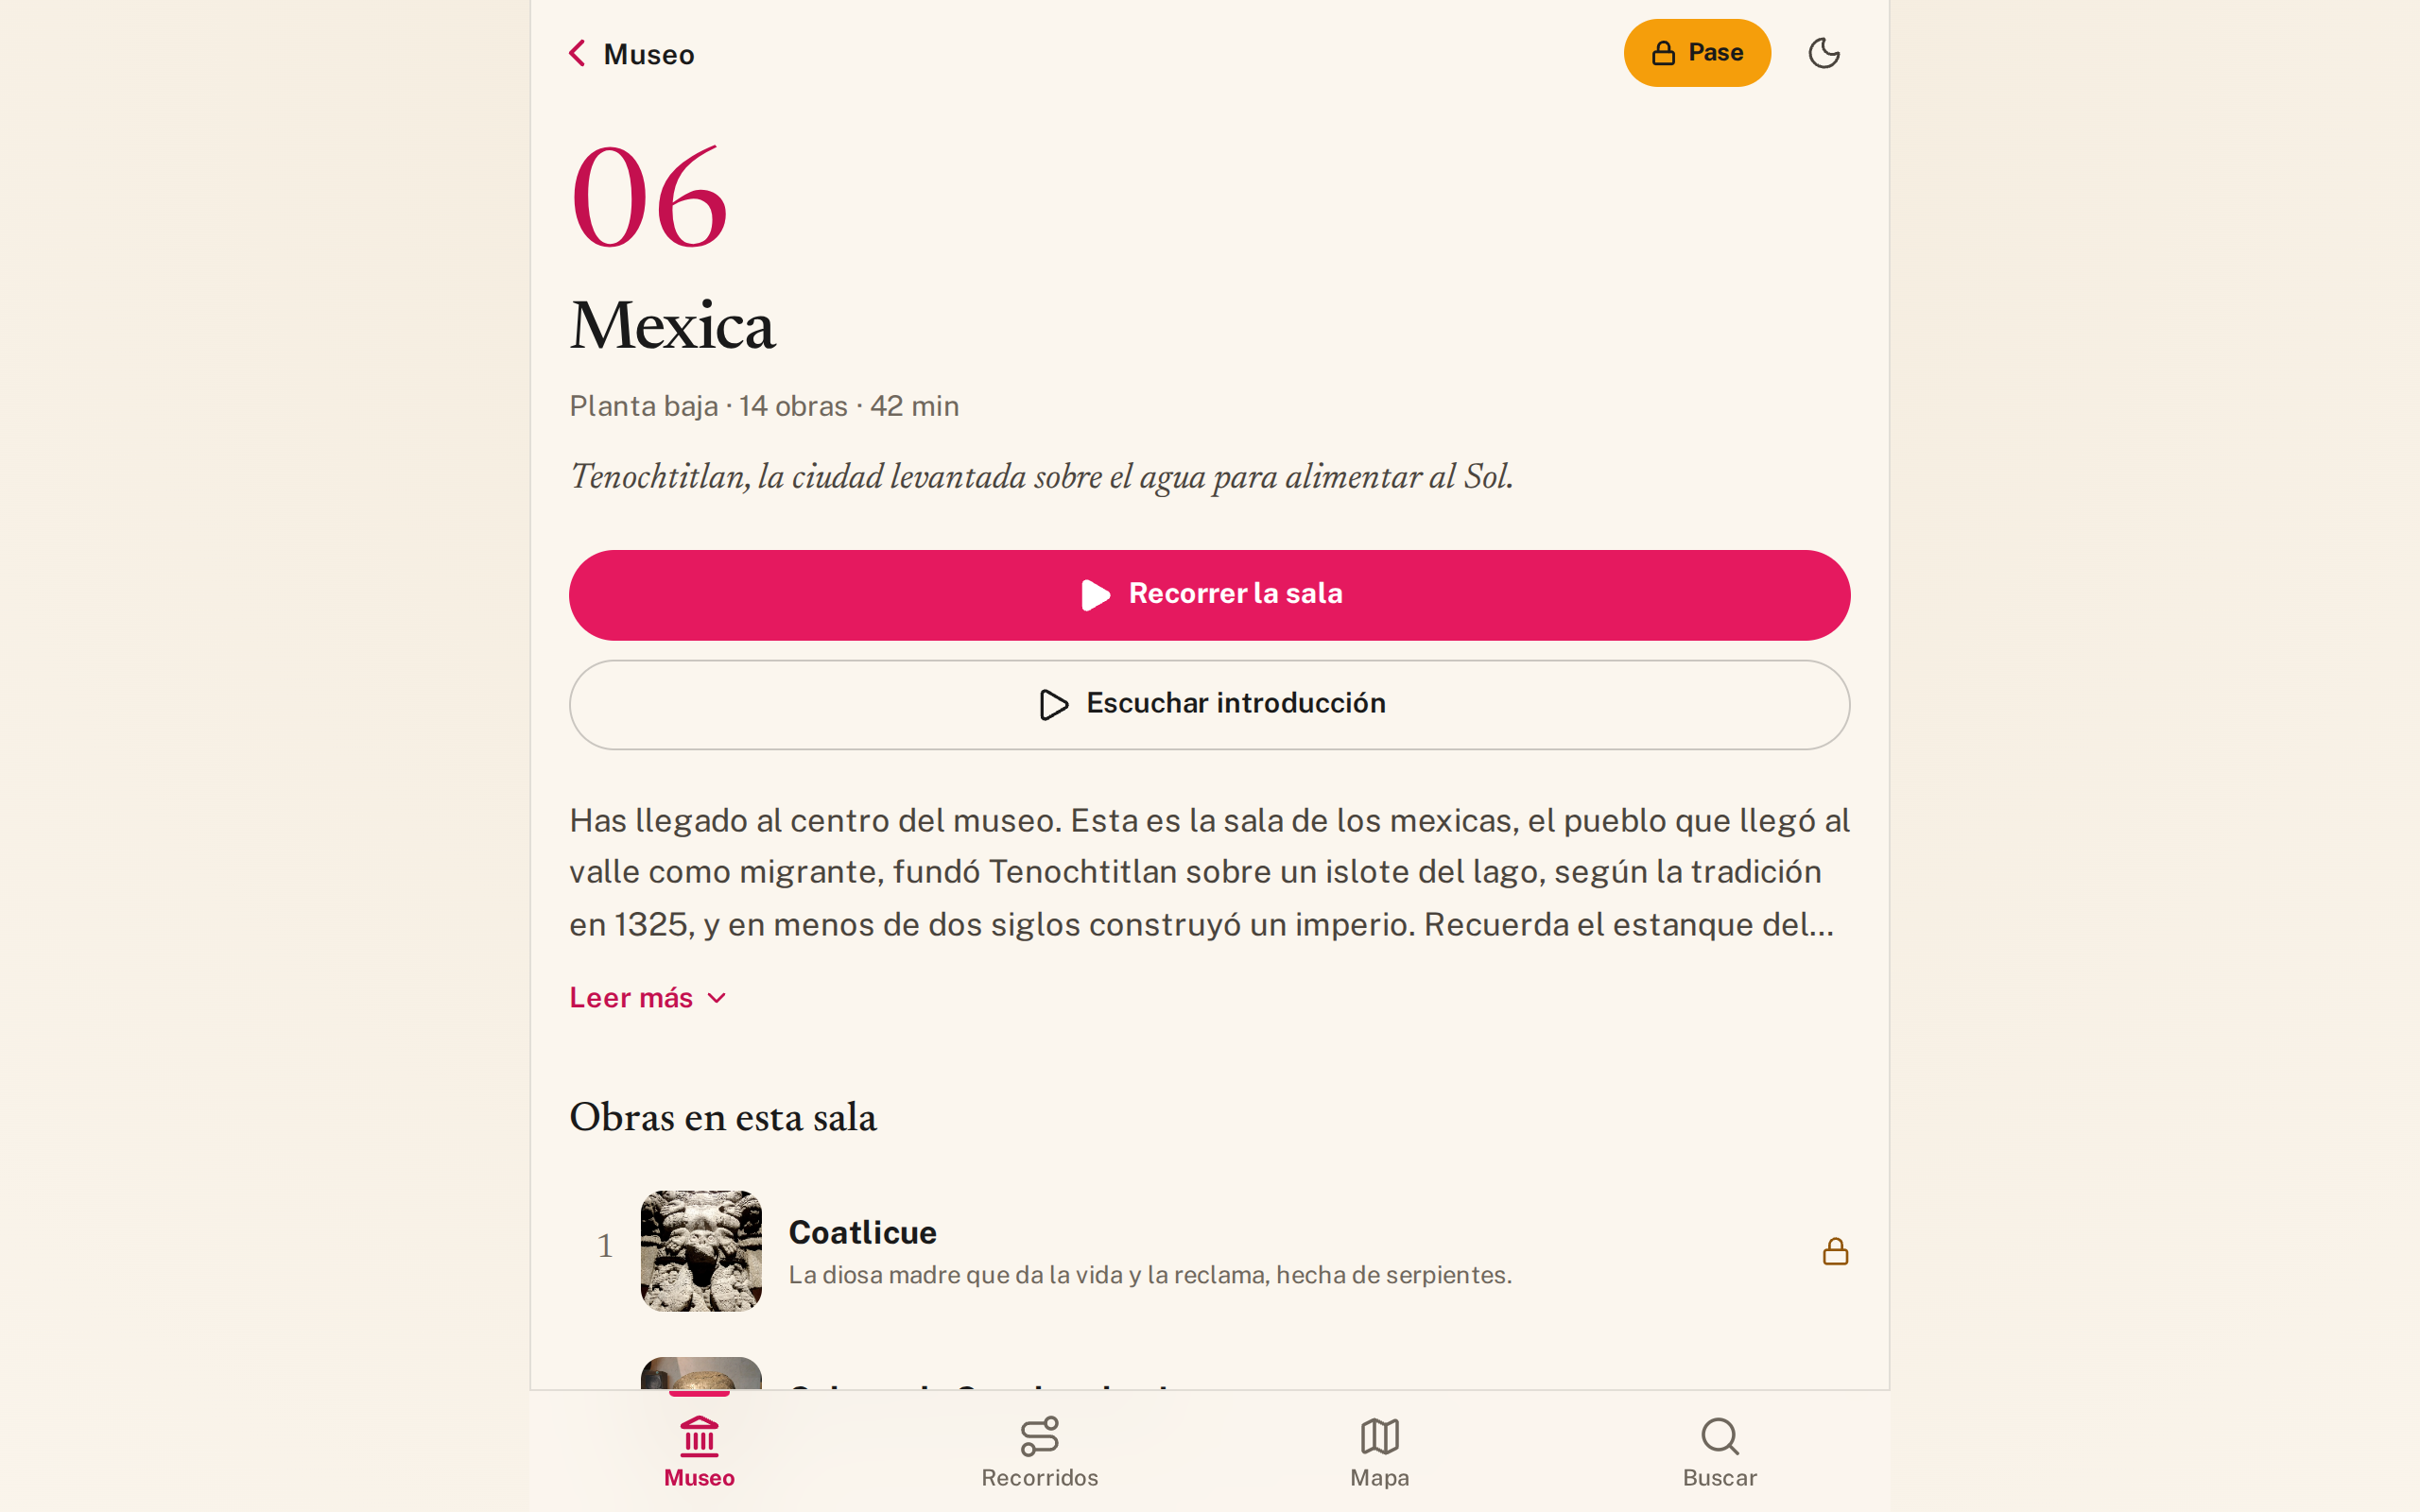 Museo
Pase
06
Mexica
Planta baja · 14 obras · 42 min
Tenochtitlan, la ciudad levantada sobre el agua para alimentar al Sol.
Recorrer la sala
Escuchar introducción
Has llegado al centro del museo. Esta es la sala de los mexicas, el pueblo que llegó al
valle como migrante, fundó Tenochtitlan sobre un islote del lago, según la tradición
en 1325, y en menos de dos siglos construyó un imperio. Recuerda el estanque del...
Leer más
Obras en esta sala
1
Coatlicue
La diosa madre que da la vida y la reclama, hecha de serpientes.
Museo
Recorridos
Mapa
Buscar